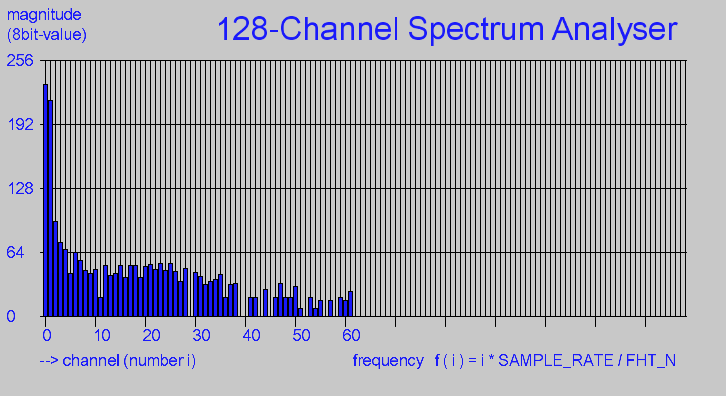 magnitude
(8bit-value)
128-Channel Spectrum Analyser
256
192
128
64
0
0 10 20 30 40 50 60
--> channel (number i)
frequency f ( i ) = i * SAMPLE_RATE / FHT_N